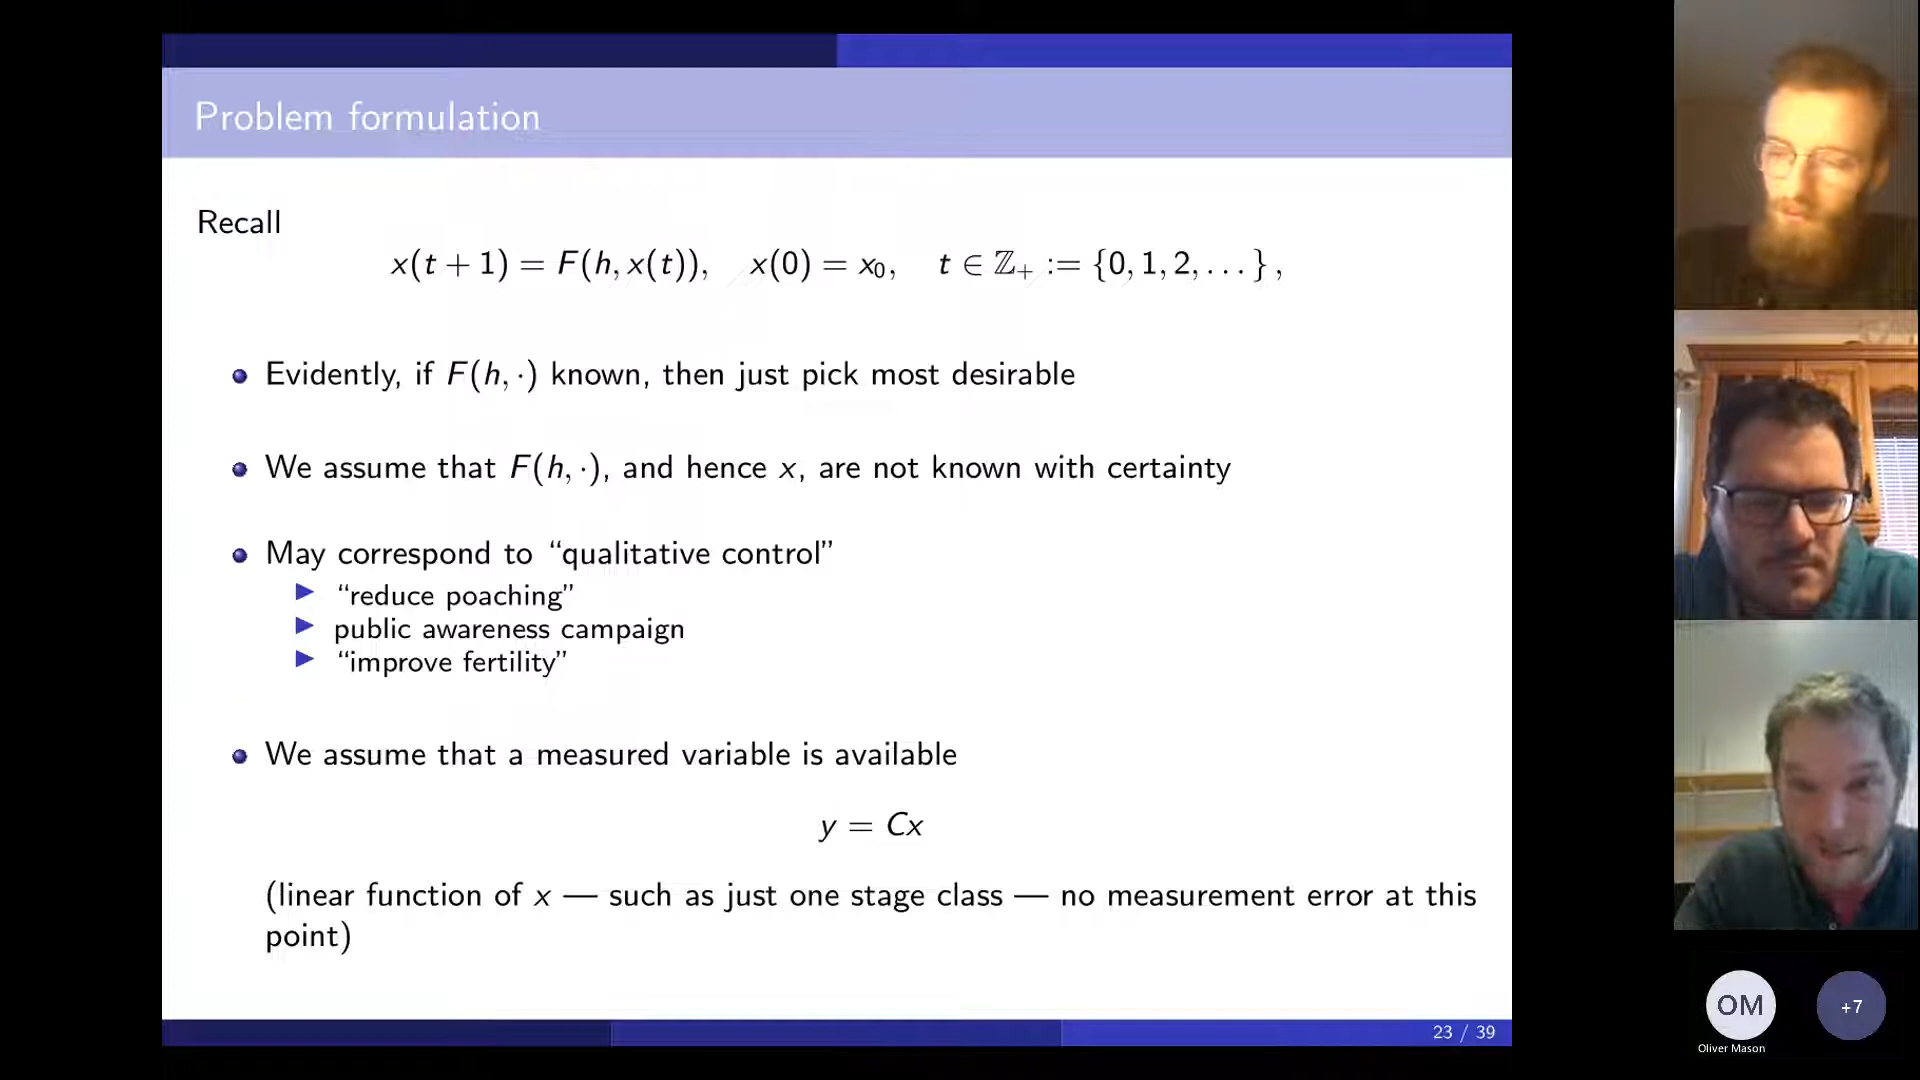 Problem formulation
Recall
x(t + 1) = F(h, x(t)), x(0) = x₀, t ∈ ℤ₊ := {0, 1, 2, . . . } ,
Evidently, if F(h, ·) known, then just pick most desirable
We assume that F(h, ·), and hence x, are not known with certainty
May correspond to “qualitative control”
“reduce poaching”
public awareness campaign
“improve fertility”
We assume that a measured variable is available
y = Cx
(linear function of x — such as just one stage class — no measurement error at this
point)
23 / 39
OM
+7
Oliver Mason